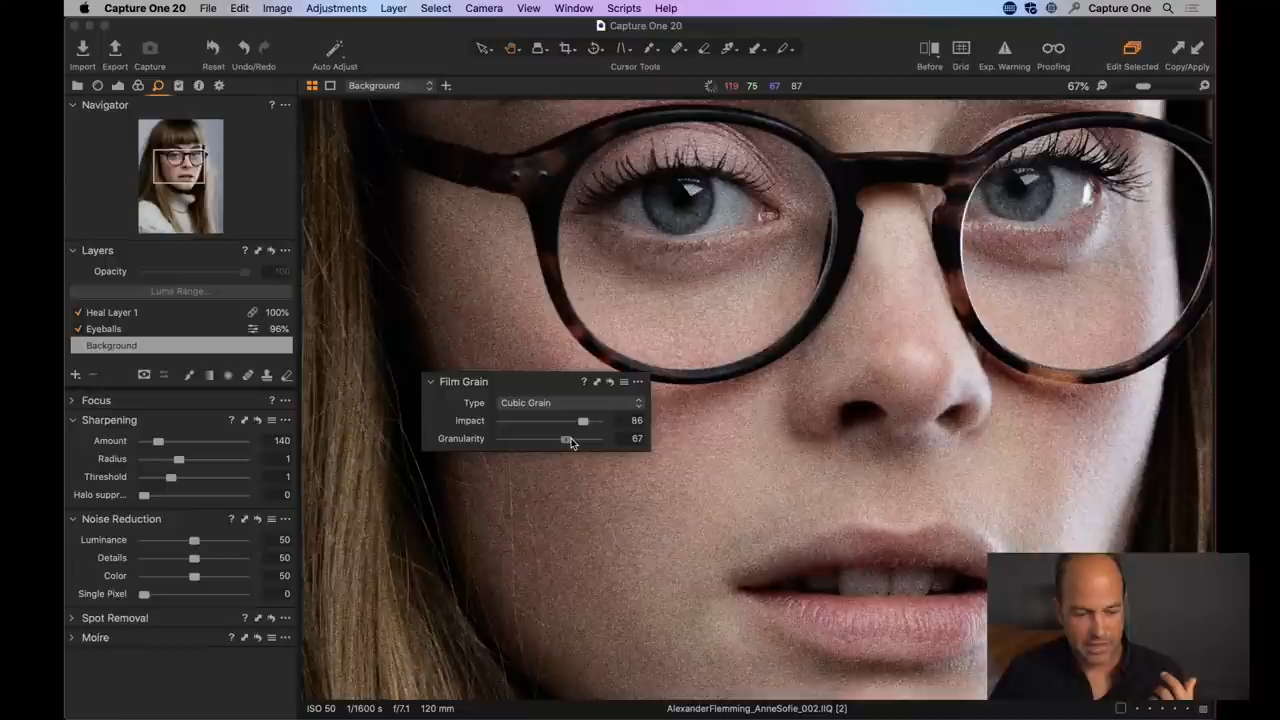 Capture One 20 File Edit Image Adjustments Layer Select Camera View Window Scripts Help Capture One
Capture One 20
Import Export Capture Reset Undo/Redo Auto Adjust Cursor Tools Before Grid Exp. Warning Proofing Edit Selected Copy/Apply
Background 119 75 67 87 67%
Navigator ?
Layers ?
Opacity 100
Luma Range...
Heal Layer 1 100%
Eyeballs 96%
Background
Focus ?
Sharpening ?
Amount 140
Radius 1
Threshold 1
Halo suppr... 0
Noise Reduction ?
Luminance 50
Details 50
Color 50
Single Pixel 0
Spot Removal ?
Moire ?
Film Grain ?
Type Cubic Grain
Impact 86
Granularity 67
ISO 50 1/1600 s f/7.1 120 mm AlexanderFlemming_AnneSofie_002.IIQ [2]